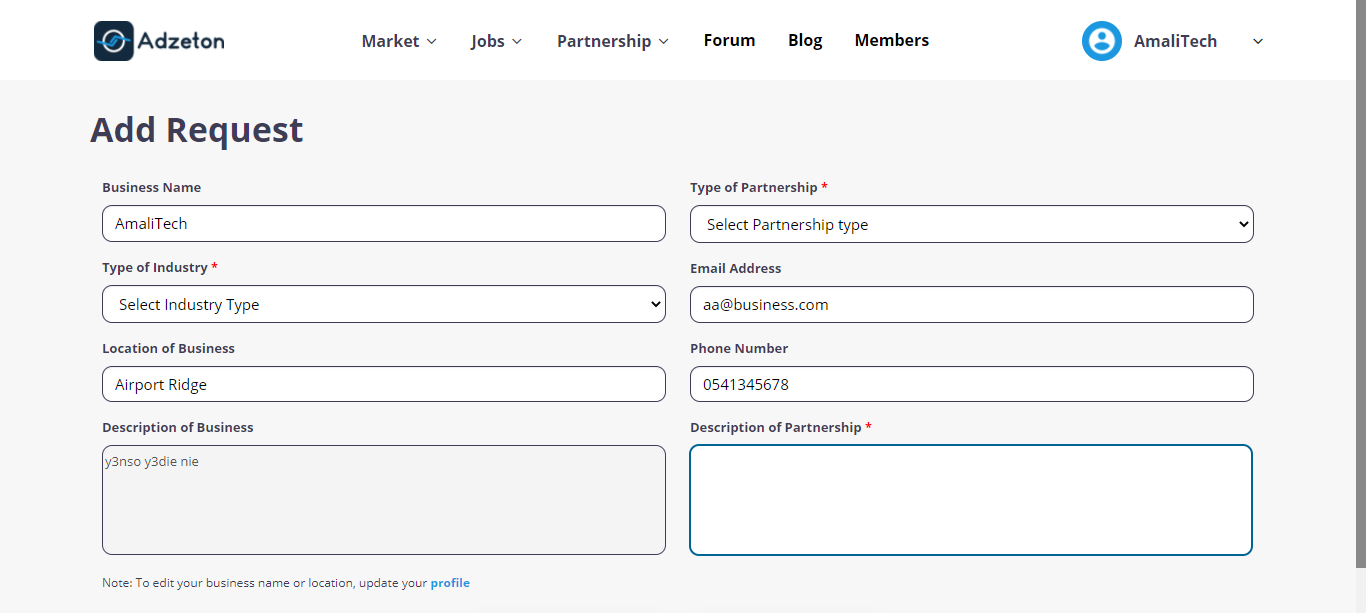 Adzeton
Market Jobs Partnership Forum Blog Members AmaliTech
Add Request
Business Name
AmaliTech
Type of Partnership *
Select Partnership type
Type of Industry *
Select Industry Type
Email Address
aa@business.com
Location of Business
Airport Ridge
Phone Number
0541345678
Description of Business
y3nso y3die nie
Description of Partnership *
Note: To edit your business name or location, update your profile